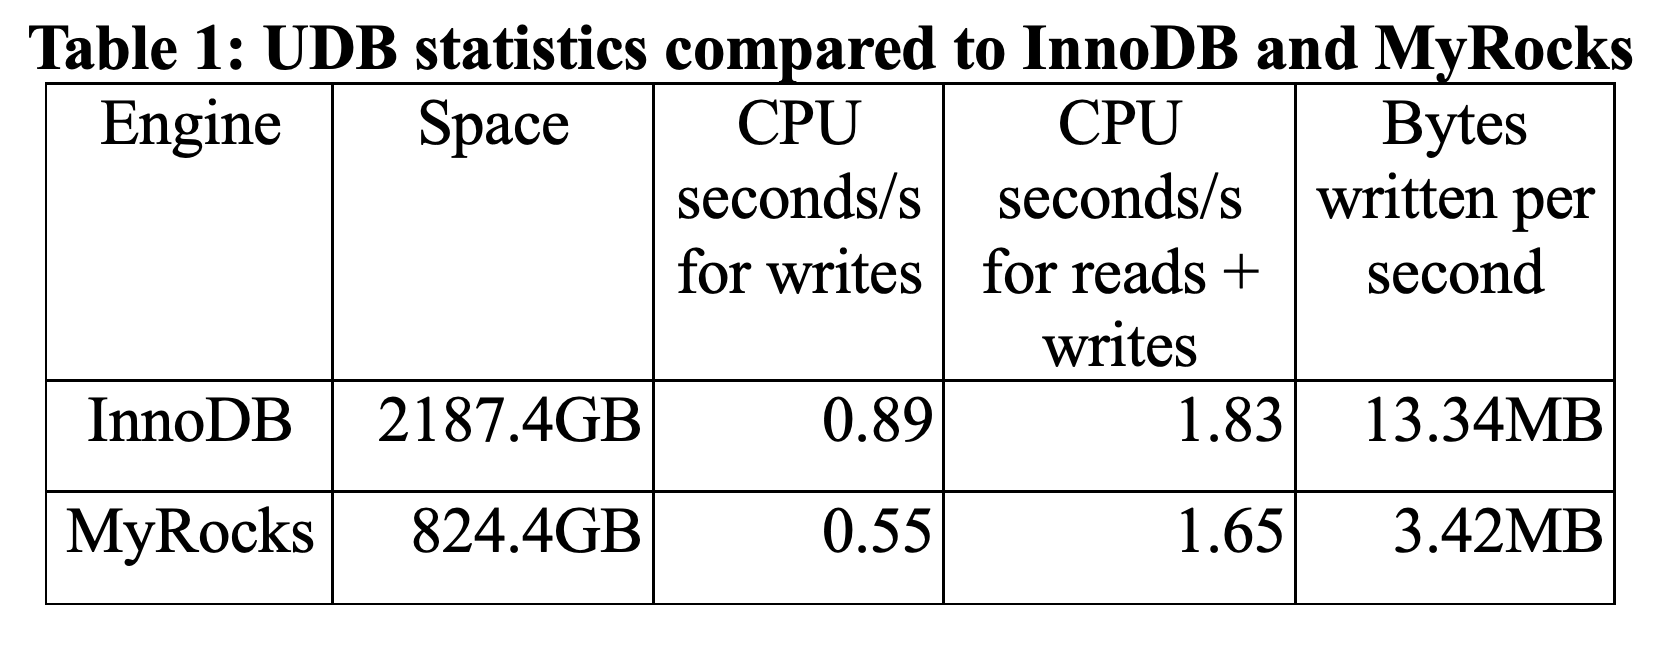 Table 1: UDB statistics compared to InnoDB and MyRocks
Engine Space CPU CPU Bytes
seconds/s seconds/s written per
for writes for reads + second
writes
InnoDB 2187.4GB 0.89 1.83 13.34MB
MyRocks 824.4GB 0.55 1.65 3.42MB